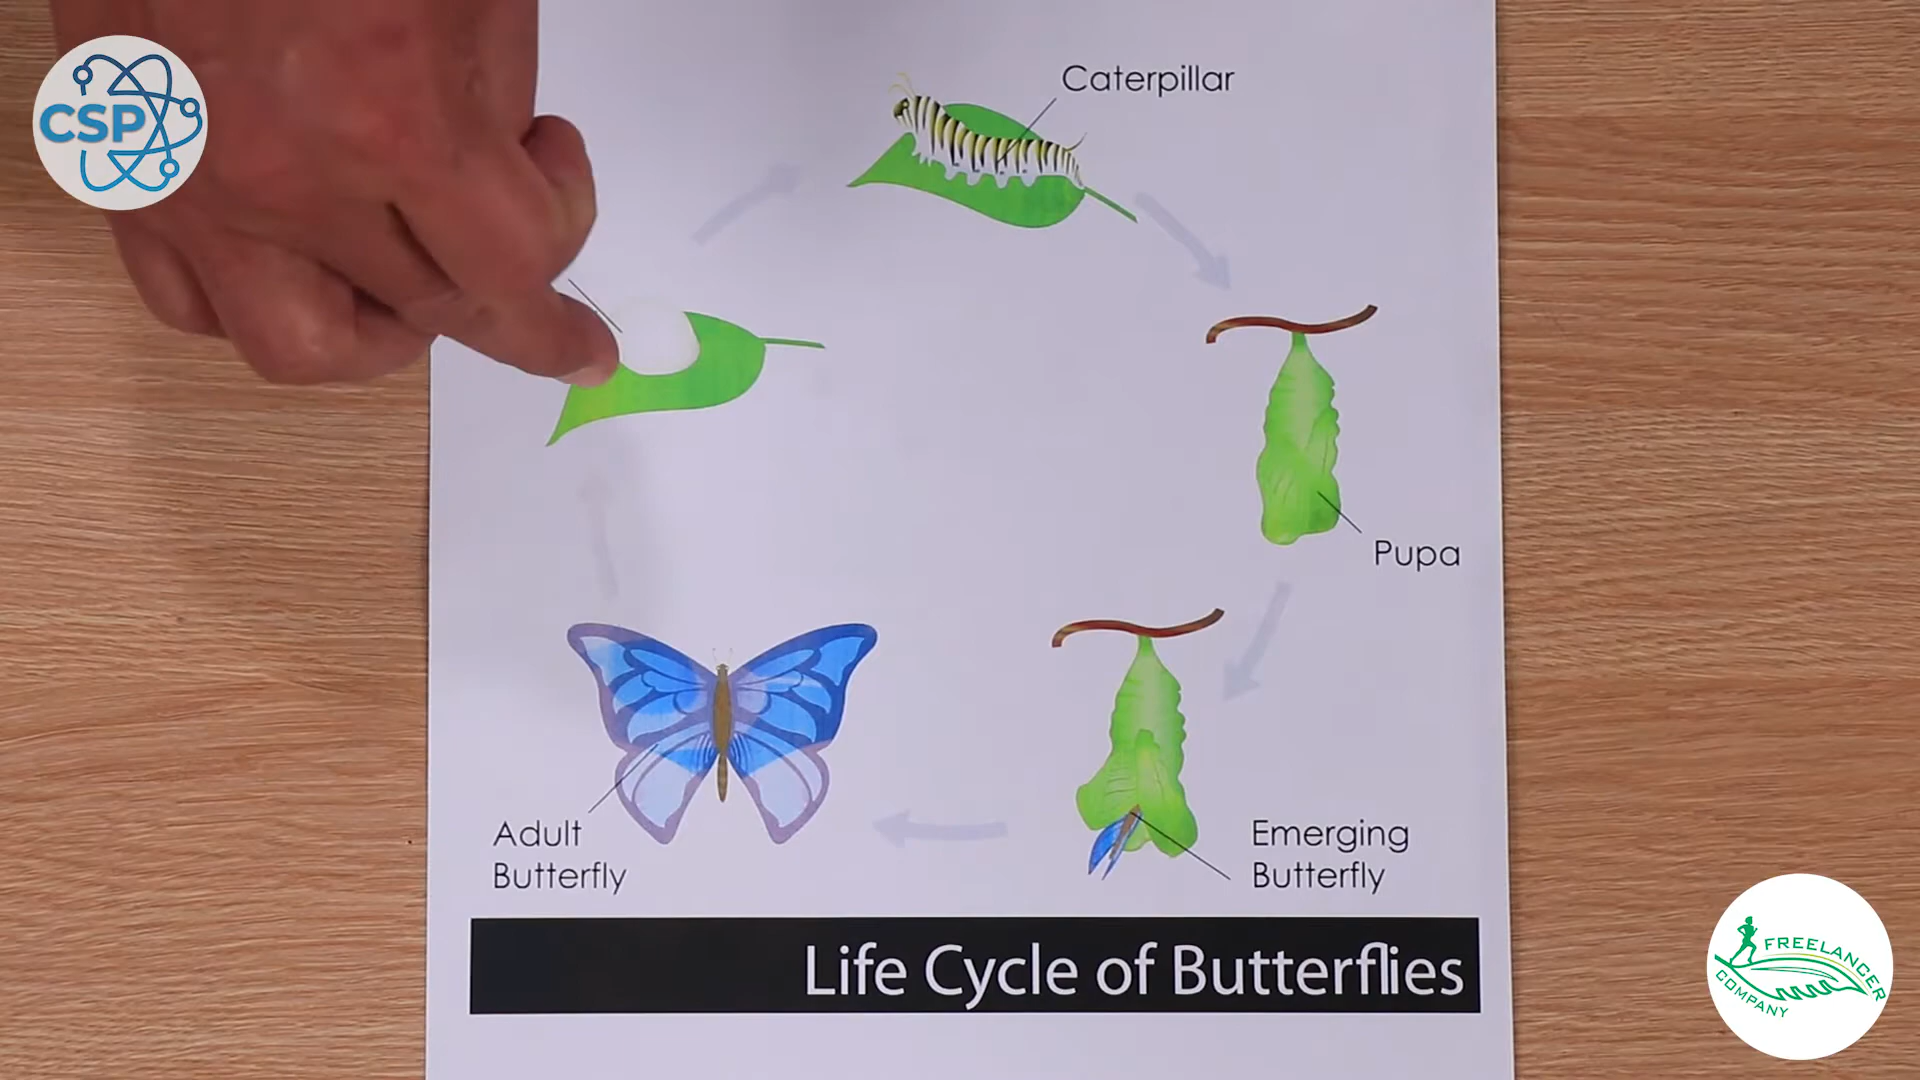 CSP
Caterpillar
Pupa
Adult
Butterfly
Emerging
Butterfly
Life Cycle of Butterflies
FREELANCER
COMPANY